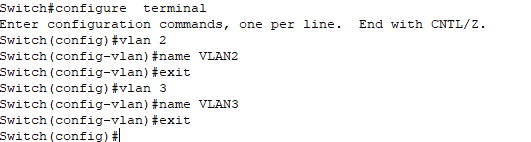 Switch#configure  terminal
Enter configuration commands, one per line.  End with CNTL/Z.
Switch(config)#vlan 2
Switch(config-vlan)#name VLAN2
Switch(config-vlan)#exit
Switch(config)#vlan 3
Switch(config-vlan)#name VLAN3
Switch(config-vlan)#exit
Switch(config)#